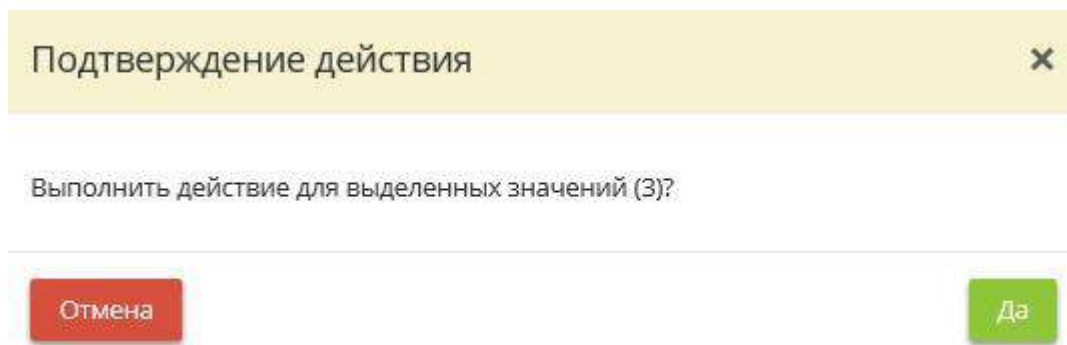 Подтверждение действия
Выполнить действие для выделенных значений (3)?
Отмена
Да